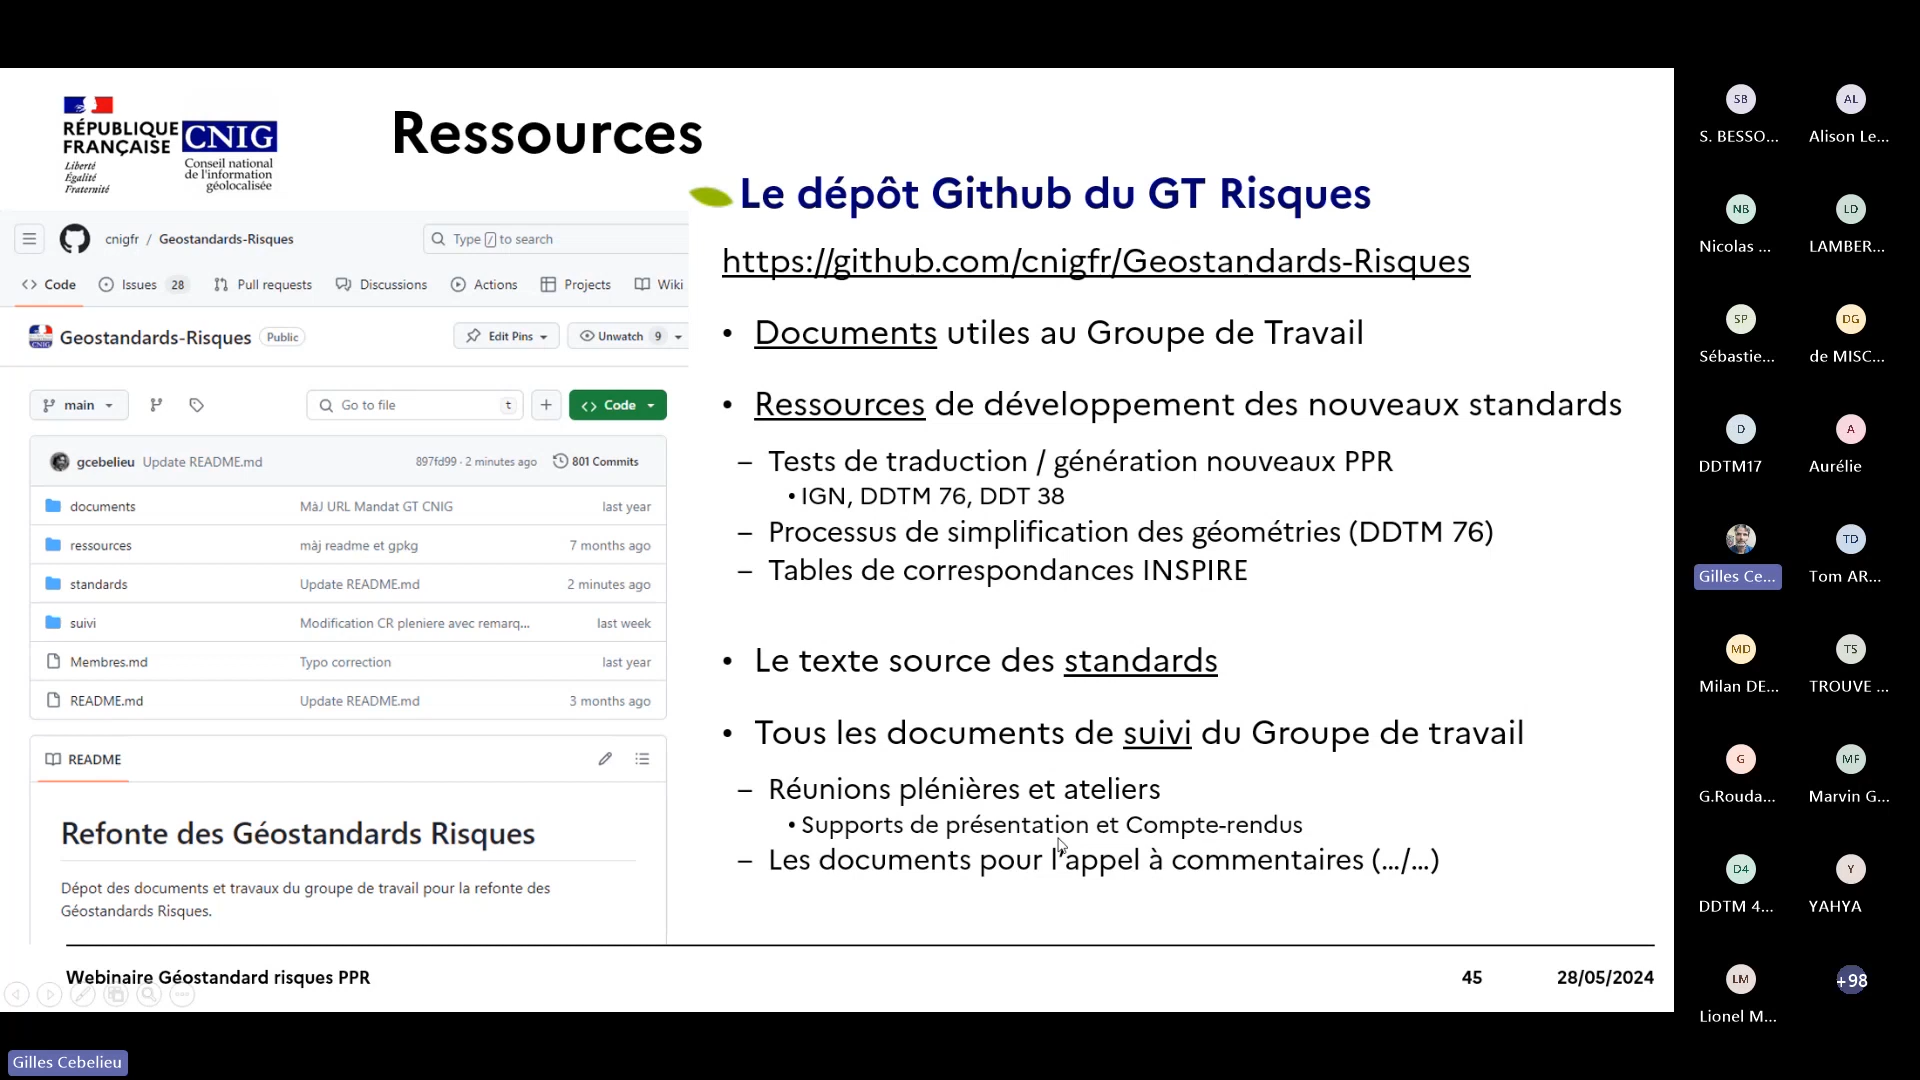 RÉPUBLIQUE
FRANÇAISE
Liberté
Égalité
Fraternité
CNIG
Conseil national
de l'information
géolocalisée
Ressources
Le dépôt Github du GT Risques
https://github.com/cnigfr/Geostandards-Risques
• Documents utiles au Groupe de Travail
• Ressources de développement des nouveaux standards
– Tests de traduction / génération nouveaux PPR
• IGN, DDTM 76, DDT 38
– Processus de simplification des géométries (DDTM 76)
– Tables de correspondances INSPIRE
• Le texte source des standards
• Tous les documents de suivi du Groupe de travail
– Réunions plénières et ateliers
• Supports de présentation et Compte-rendus
– Les documents pour l'appel à commentaires (…/…)
cnigfr / Geostandards-Risques
Type / to search
Code Issues 28 Pull requests Discussions Actions Projects Wiki
CNIG Geostandards-Risques Public
Edit Pins Unwatch 9
main Go to file t + Code
gcebelieu Update README.md 897fd99 · 2 minutes ago 801 Commits
documents MàJ URL Mandat GT CNIG last year
ressources màj readme et gpkg 7 months ago
standards Update README.md 2 minutes ago
suivi Modification CR pleniere avec remarq... last week
Membres.md Typo correction last year
README.md Update README.md 3 months ago
README
Refonte des Géostandards Risques
Dépot des documents et travaux du groupe de travail pour la refonte des
Géostandards Risques.
Webinaire Géostandard risques PPR
45
28/05/2024
SB AL
S. BESSO... Alison Le...
NB LD
Nicolas ... LAMBER...
SP DG
Sébastie... de MISC...
D A
DDTM17 Aurélie
TD
Gilles Ce... Tom AR...
MD TS
Milan DE... TROUVE ...
G MF
G.Rouda... Marvin G...
D4 Y
DDTM 4... YAHYA
LM +98
Lionel M...
Gilles Cebelieu